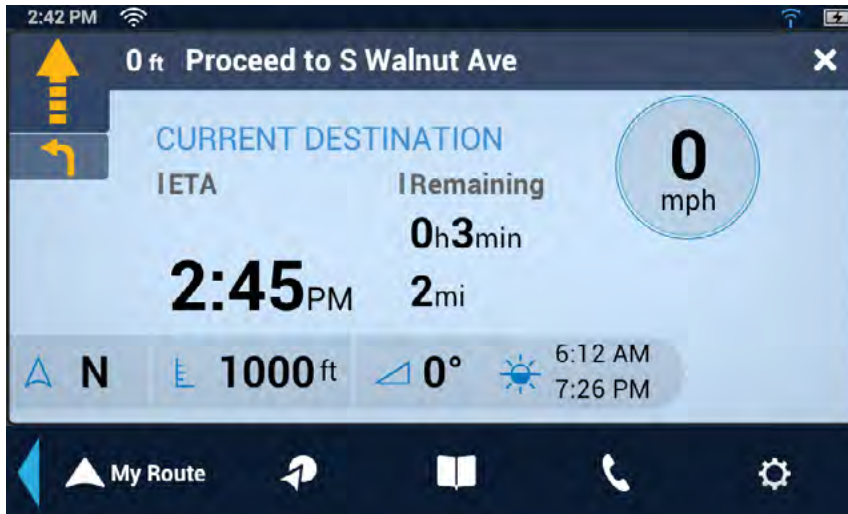 2:42 PM
0 ft Proceed to S Walnut Ave
CURRENT DESTINATION
ETA
Remaining
0 mph
0h3min
2:45PM
2mi
N
1000ft
0°
6:12 AM
7:26 PM
My Route